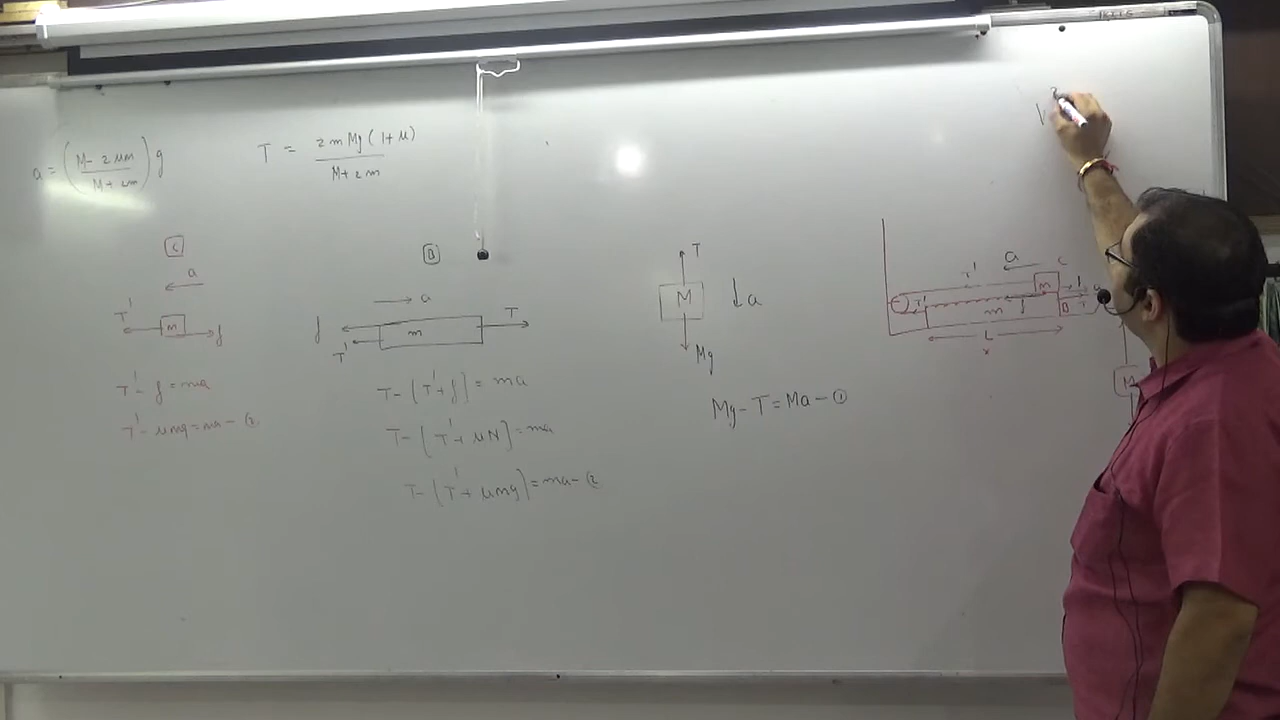 a = (M - 2μm / M + 2m) g
T = 2mMg(1+μ) / M+2m
C
a
T' m f
T' - f = ma
T' - μmg = ma - ②
B
a
f m T
T'
T - (T' + f) = ma
T - (T' + μN) = ma
T - (T' + μmg) = ma - ②
T
M a
Mg
Mg - T = Ma - ①
a C
T' m
T' m f B
L
x
M
V